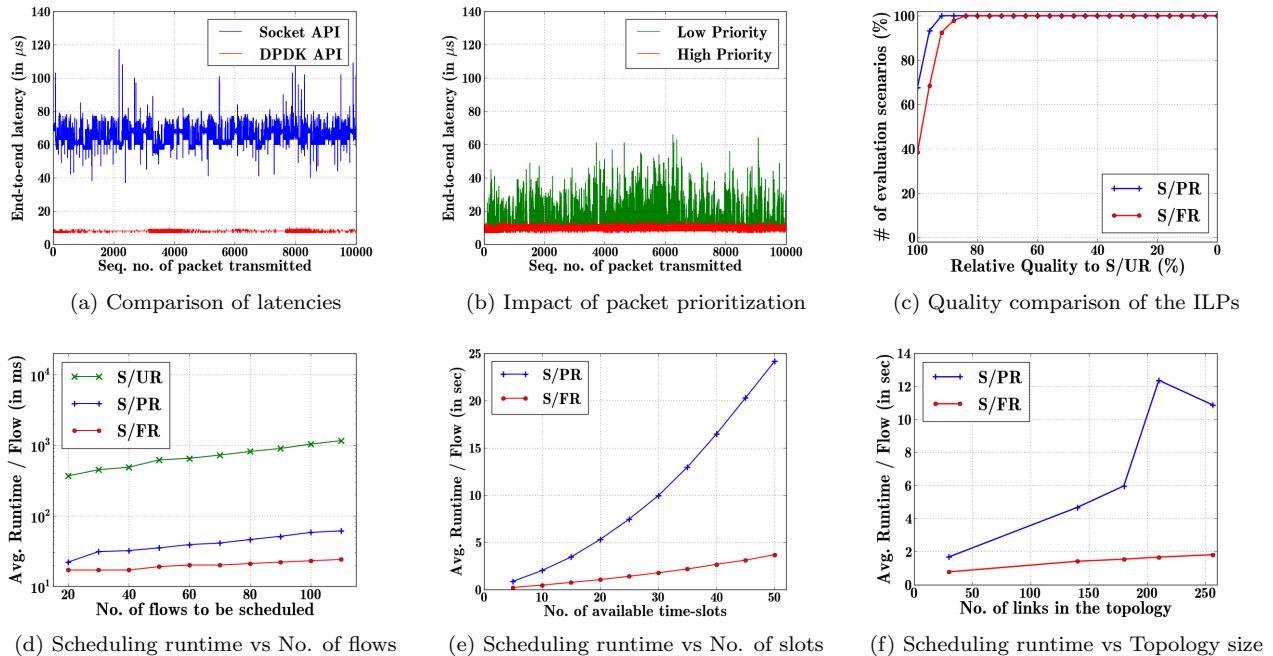 140
120
100
80
60
40
20
0
End-to-end latency (in μs)
Socket API
DPDK API
0 2000 4000 6000 8000 10000
Seq. no. of packet transmitted
(a) Comparison of latencies
140
120
100
80
60
40
20
0
End-to-end latency (in μs)
Low Priority
High Priority
0 2000 4000 6000 8000 10000
Seq. no. of packet transmitted
(b) Impact of packet prioritization
100
80
60
40
20
0
# of evaluation scenarios (%)
S/PR
S/FR
100 80 60 40 20 0
Relative Quality to S/UR (%)
(c) Quality comparison of the ILPs
10^4
10^3
10^2
10^1
Avg. Runtime / Flow (in ms)
S/UR
S/PR
S/FR
20 40 60 80 100
No. of flows to be scheduled
(d) Scheduling runtime vs No. of flows
25
20
15
10
5
0
Avg. Runtime / Flow (in sec)
S/PR
S/FR
0 10 20 30 40 50
No. of available time-slots
(e) Scheduling runtime vs No. of slots
14
12
10
8
6
4
2
0
Avg. Runtime / Flow (in sec)
S/PR
S/FR
0 50 100 150 200 250
No. of links in the topology
(f) Scheduling runtime vs Topology size